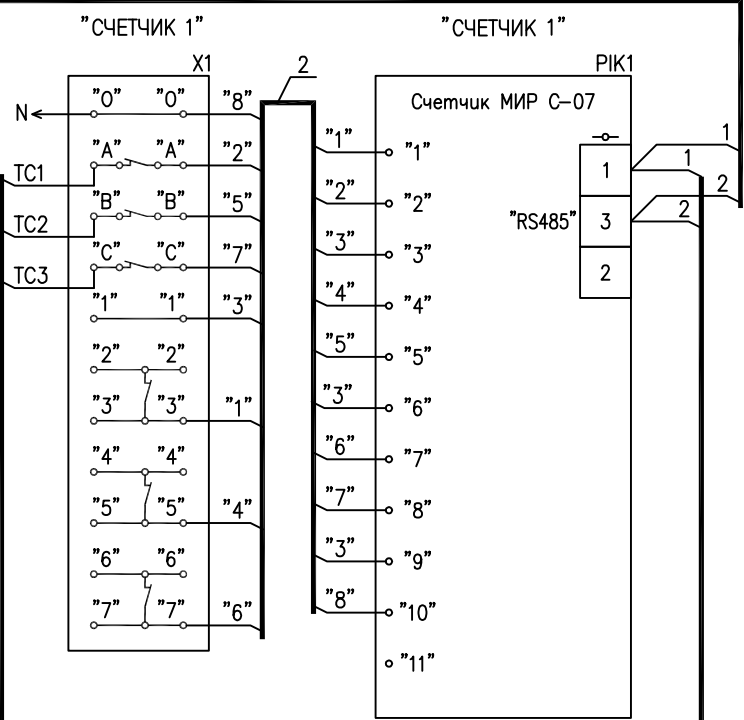 "СЧЕТЧИК 1" "СЧЕТЧИК 1"
X1 2 PIK1
N "0" "0" "8" Счетчик МИР С-07
"A" "A" "2" "1" "1" 1
TC1 1 1
"B" "B" "5" "2" "2" 2
TC2 "RS485" 3 2
"C" "C" "7" "3" "3"
TC3 2
"1" "1" "3" "4" "4"
"2" "2" "5" "5"
"3" "3" "1" "3" "6"
"4" "4" "6" "7"
"5" "5" "4" "7" "8"
"6" "6" "3" "9"
"7" "7" "6" "8" "10"
"11"